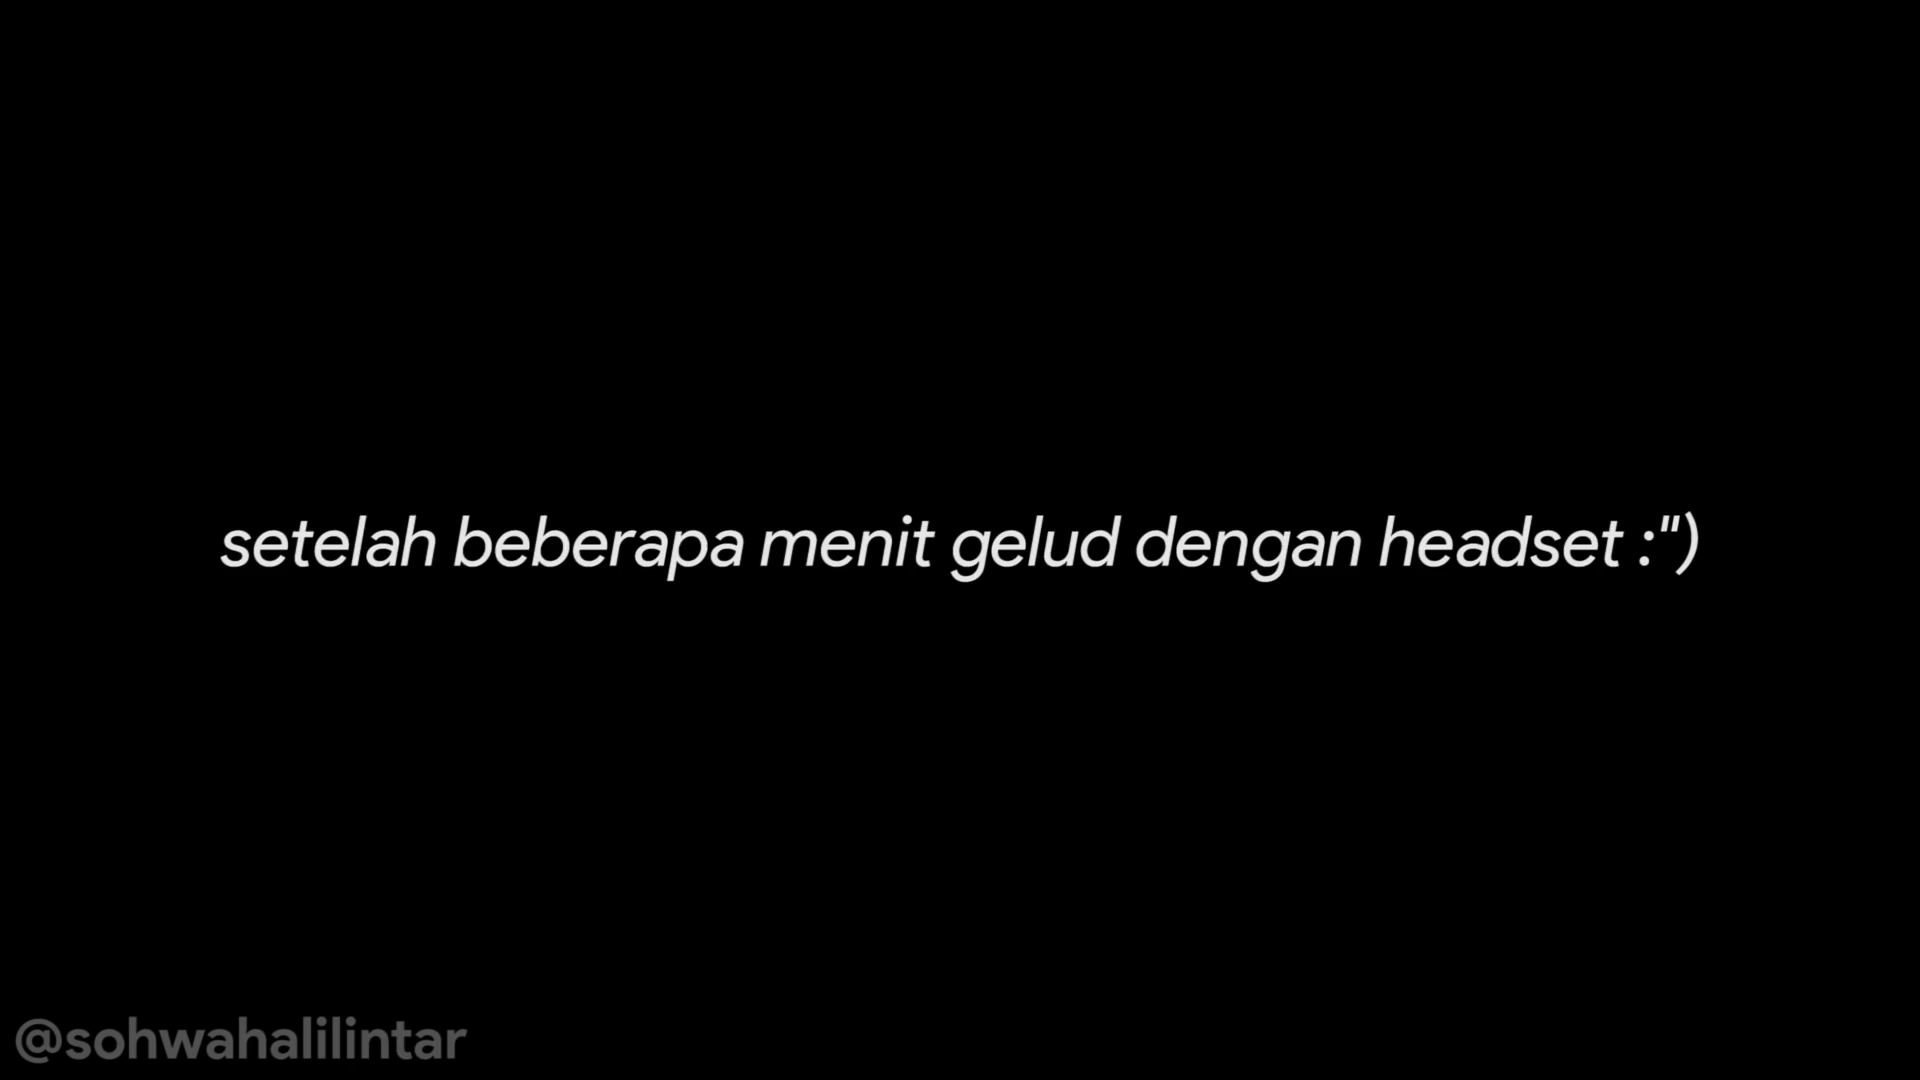 setelah beberapa menit gelud dengan headset :")
@sohwahalilintar